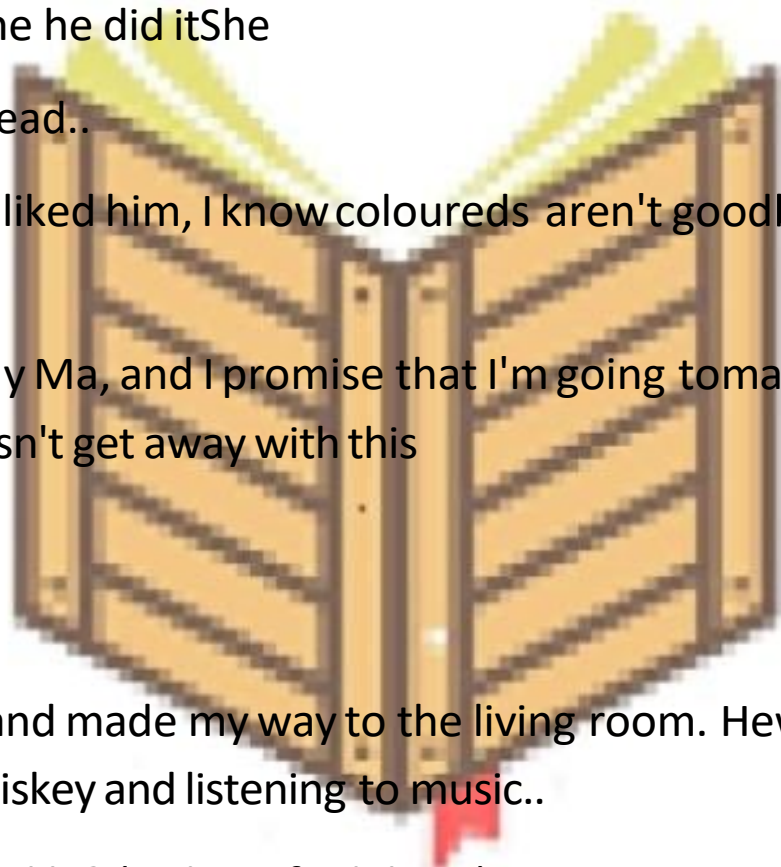 he he did itShe
ead..
liked him, I know coloureds aren't good
y Ma, and I promise that I'm going toma
sn't get away with this
and made my way to the living room. He
iskey and listening to music..